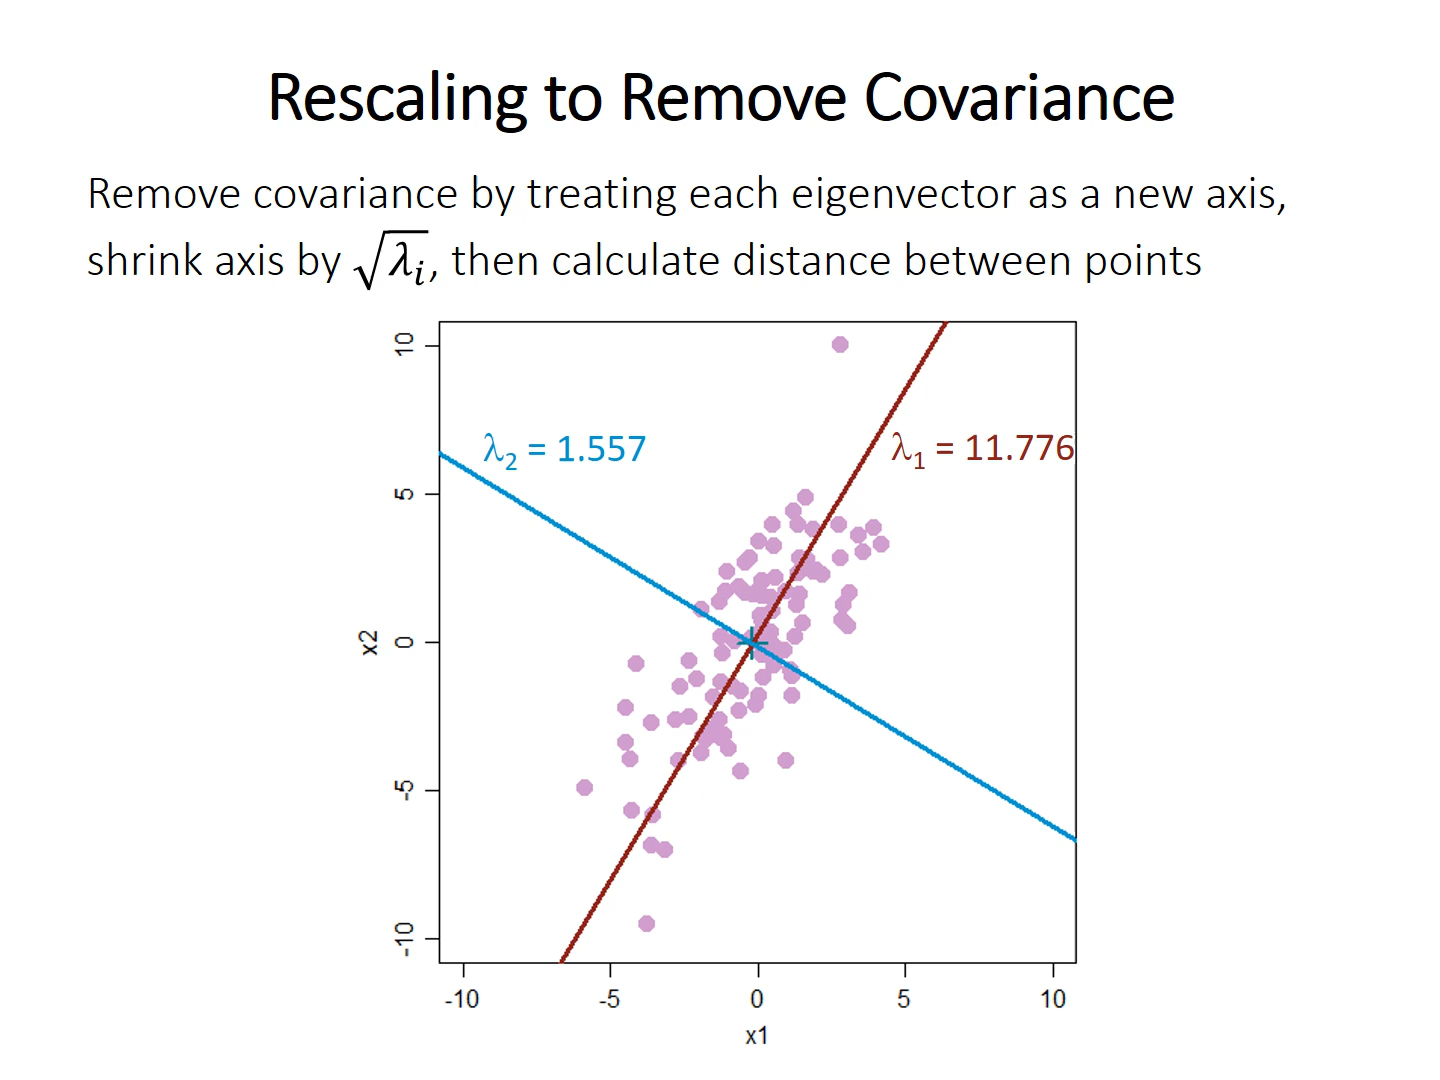 Rescaling to Remove Covariance
Remove covariance by treating each eigenvector as a new axis,
shrink axis by √λᵢ, then calculate distance between points
10
λ₂ = 1.557
λ₁ = 11.776
5
x2
0
-5
-10
-10 -5 0 5 10
x1